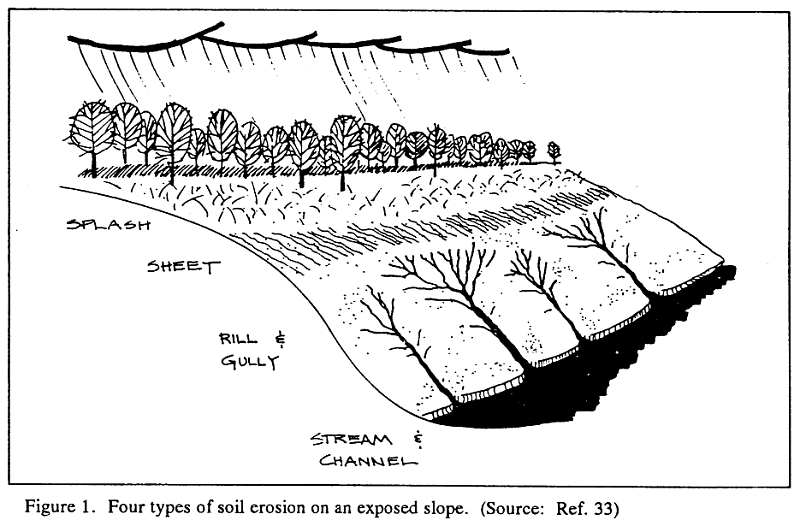 SPLASH
SHEET
RILL &
GULLY
STREAM &
CHANNEL
Figure 1. Four types of soil erosion on an exposed slope. (Source: Ref. 33)